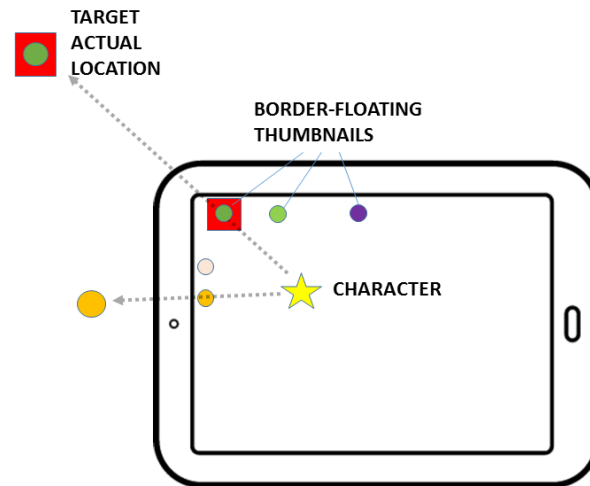 TARGET
ACTUAL
LOCATION
BORDER-FLOATING
THUMBNAILS
CHARACTER